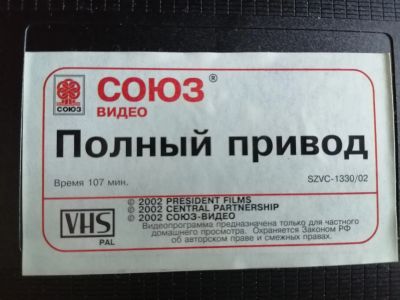 СОЮЗ
СОЮЗ®
ВИДЕО
Полный привод
Время 107 мин.
SZVC-1330/02
VHS
PAL
© 2002 PRESIDENT FILMS
© 2002 CENTRAL PARTNERSHIP
© 2002 СОЮЗ-ВИДЕО
Видеопрограмма предназначена только для частного
домашнего просмотра. Охраняется Законом РФ
об авторском праве и смежных правах.